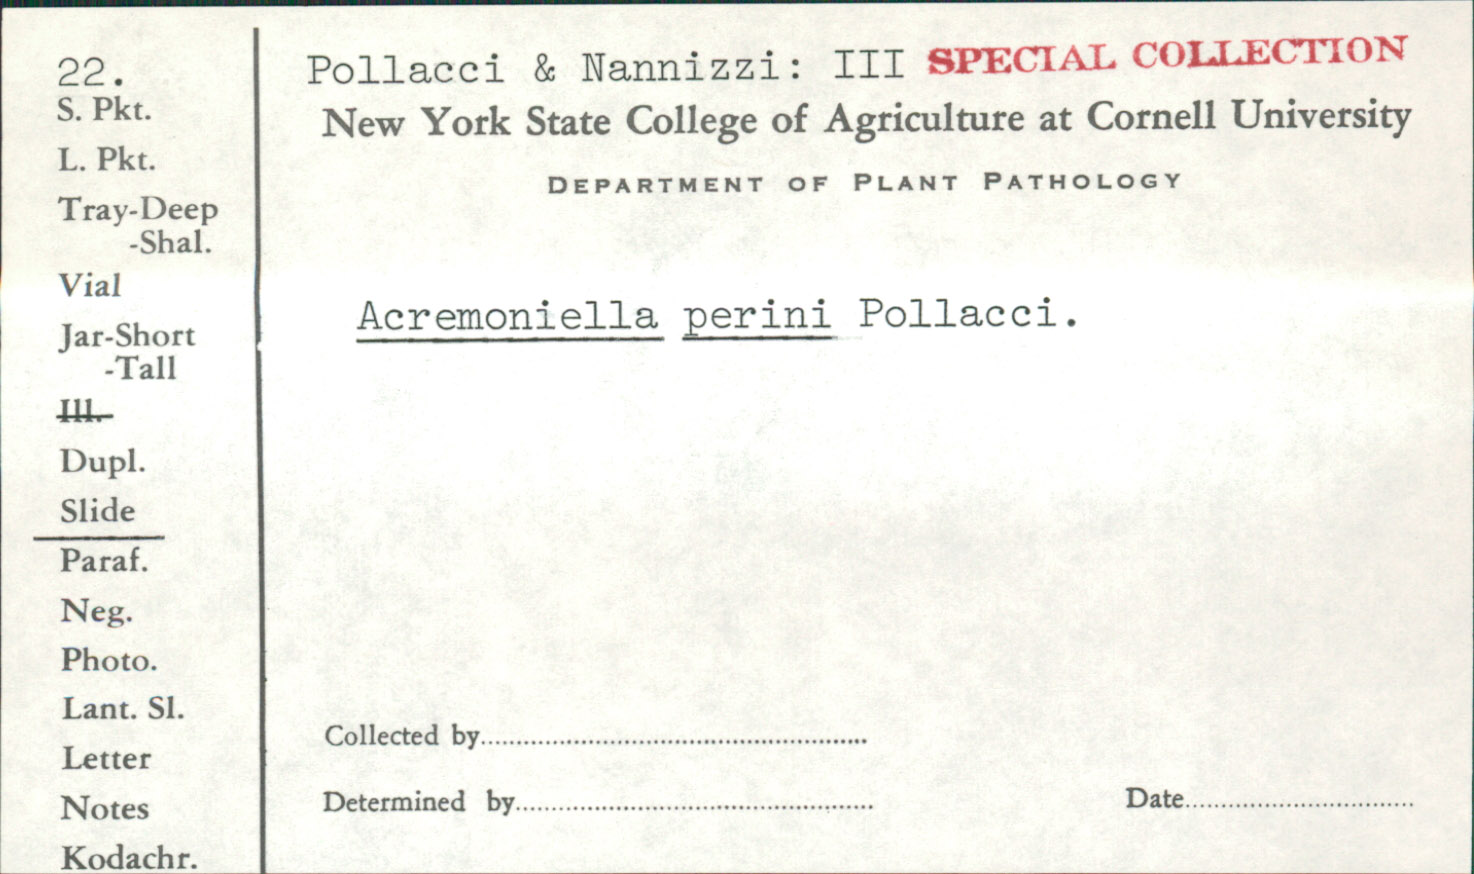 22.
S. Pkt.
L. Pkt.
Tray-Deep
-Shal.
Vial
Jar-Short
-Tall
Ill.
Dupl.
Slide
Paraf.
Neg.
Photo.
Lant. Sl.
Letter
Notes
Kodachr.
Pollacci & Nannizzi: III SPECIAL COLLECTION
New York State College of Agriculture at Cornell University
DEPARTMENT OF PLANT PATHOLOGY
Acremoniella perini Pollacci.
Collected by
Determined by
Date